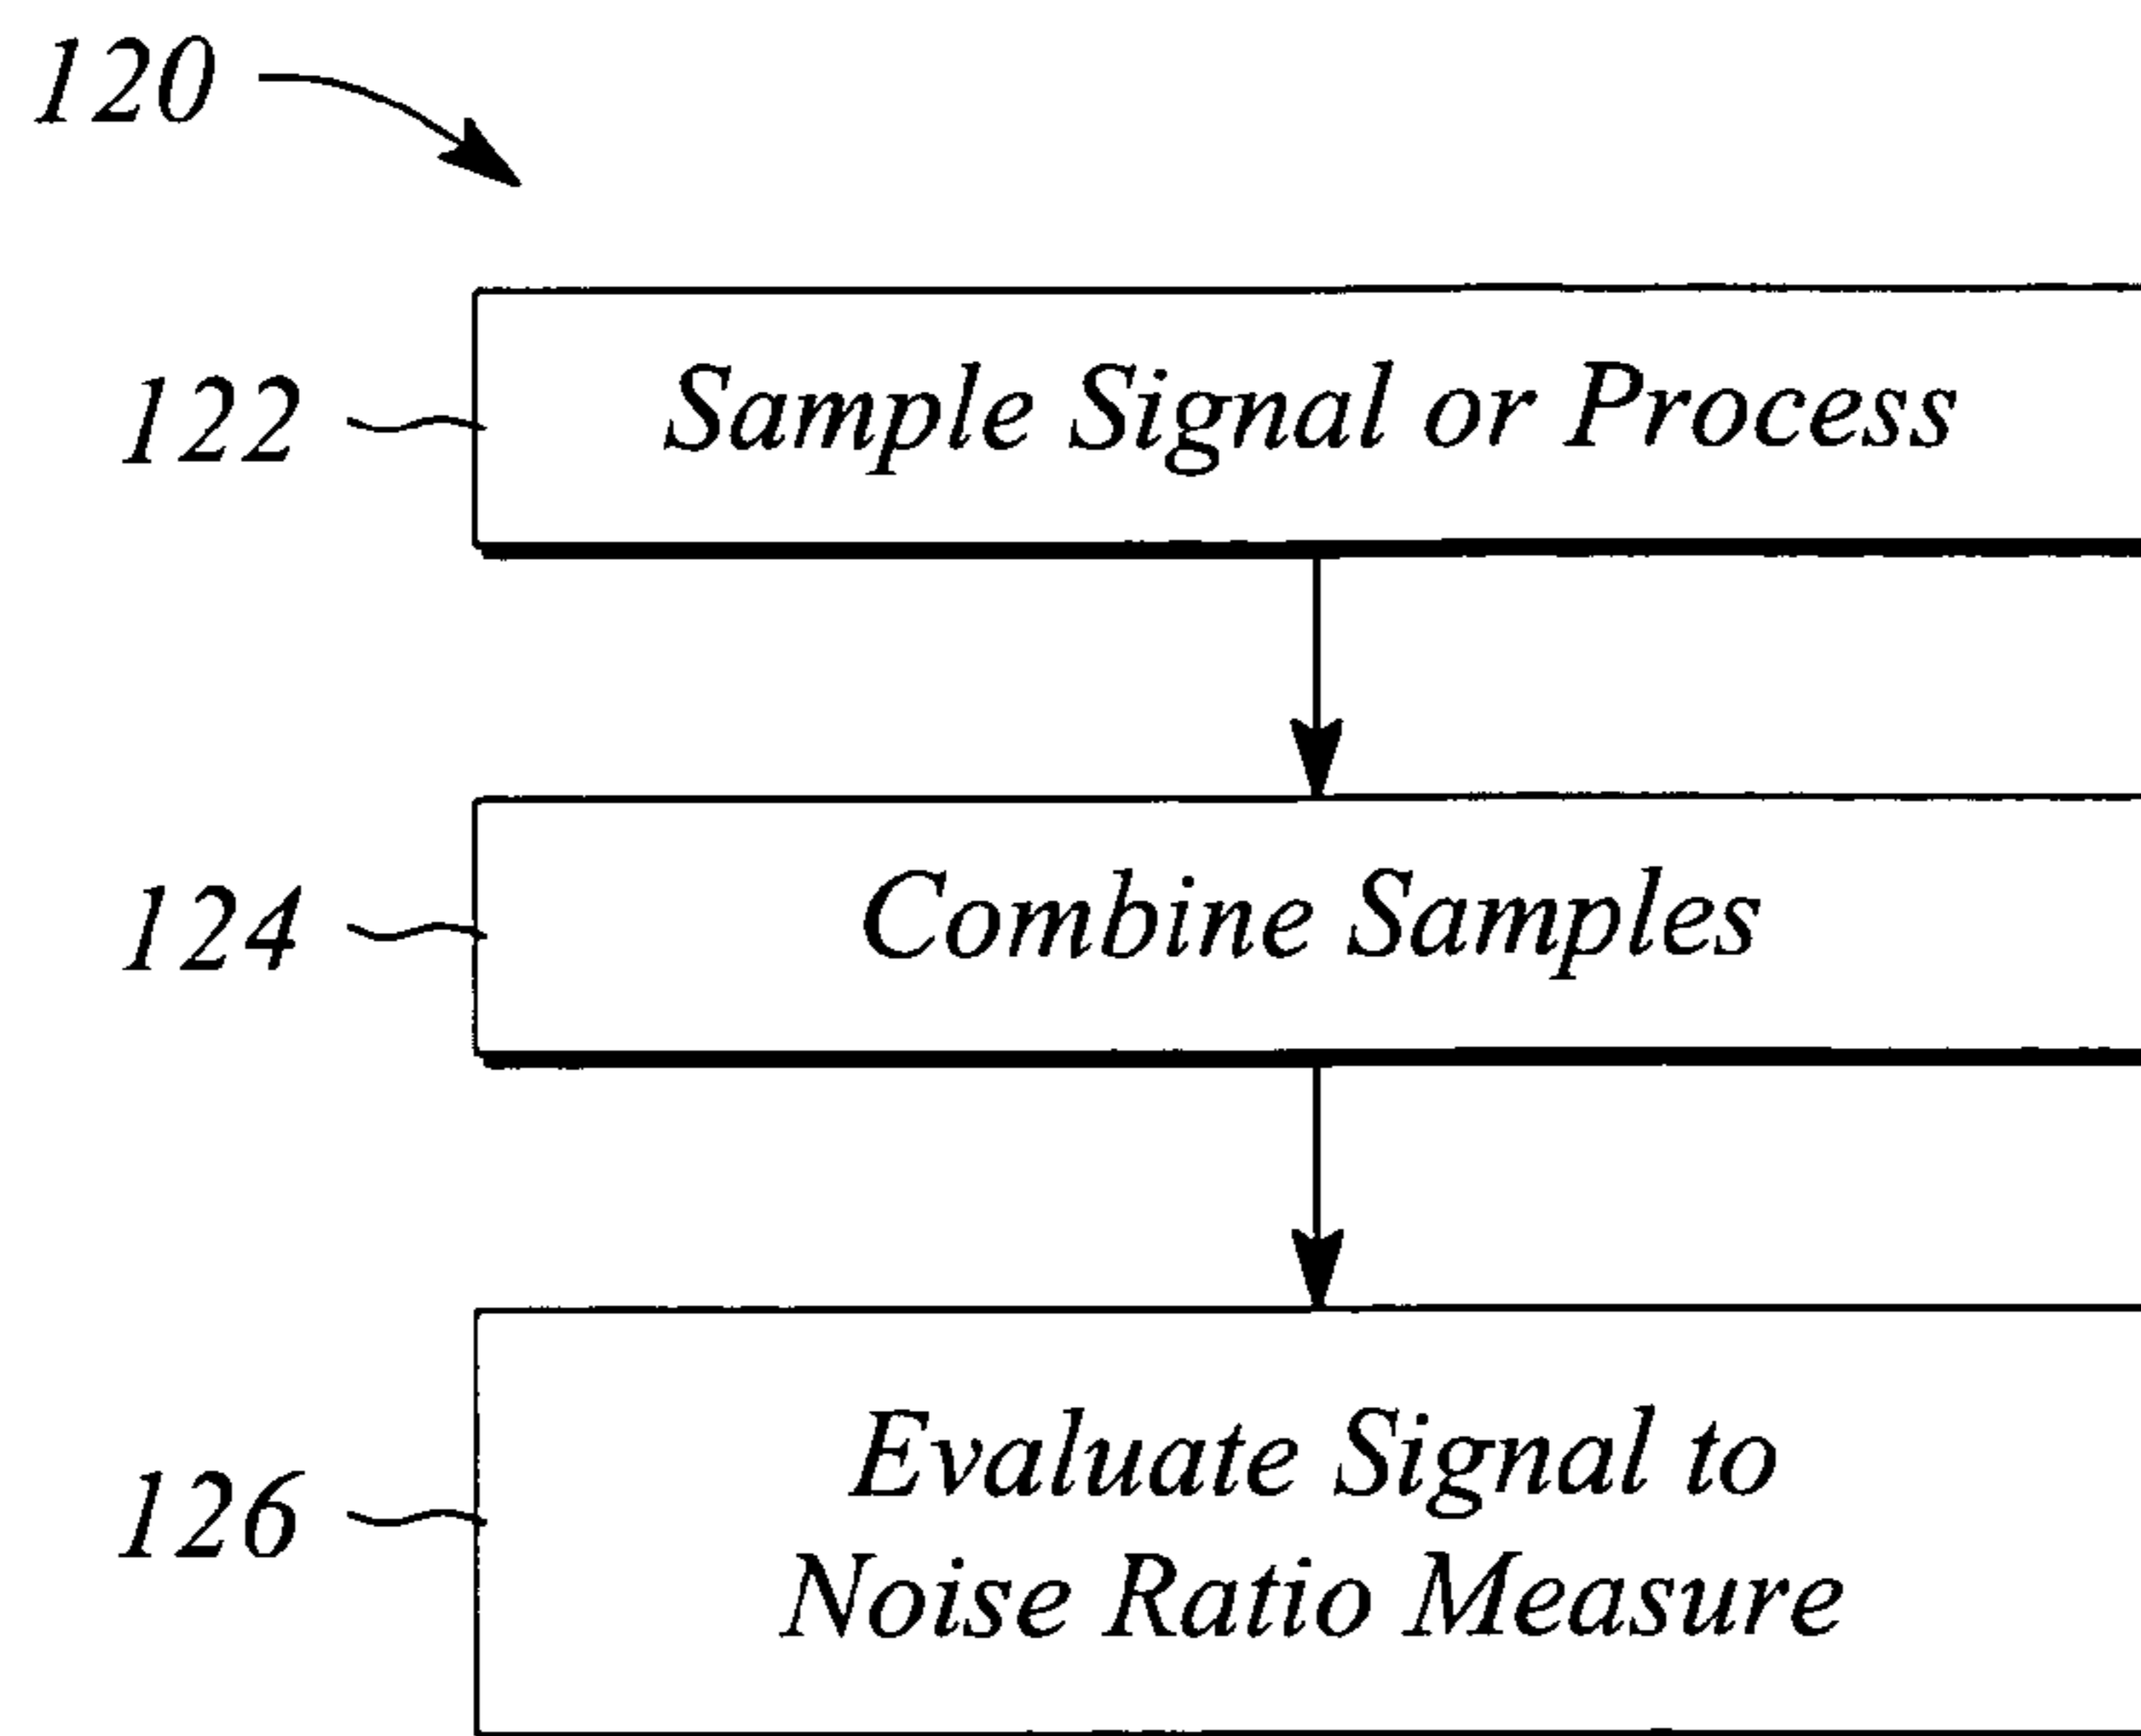 120
122 Sample Signal or Process
124 Combine Samples
Evaluate Signal to
126
Noise Ratio Measure